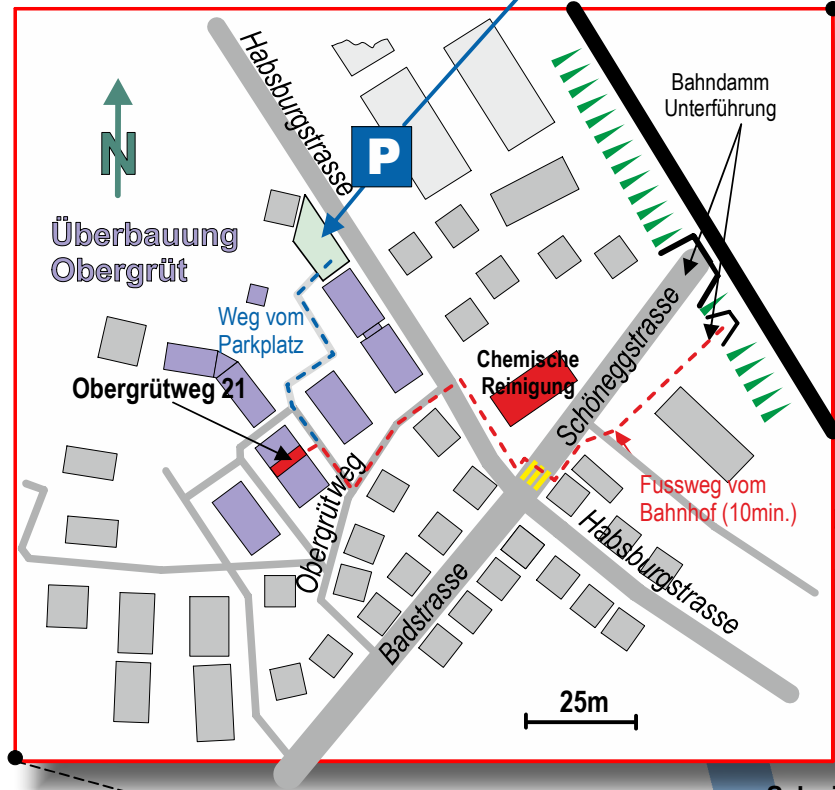 Habsburgstrasse
Bahndamm
Unterführung
P
N
Überbauung
Obergrüt
Weg vom
Parkplatz
Chemische
Reinigung
Schöneggstrasse
Obergrütweg 21
Obergrütweg
Fussweg vom
Bahnhof (10min.)
Habsburgstrasse
Badstrasse
25m